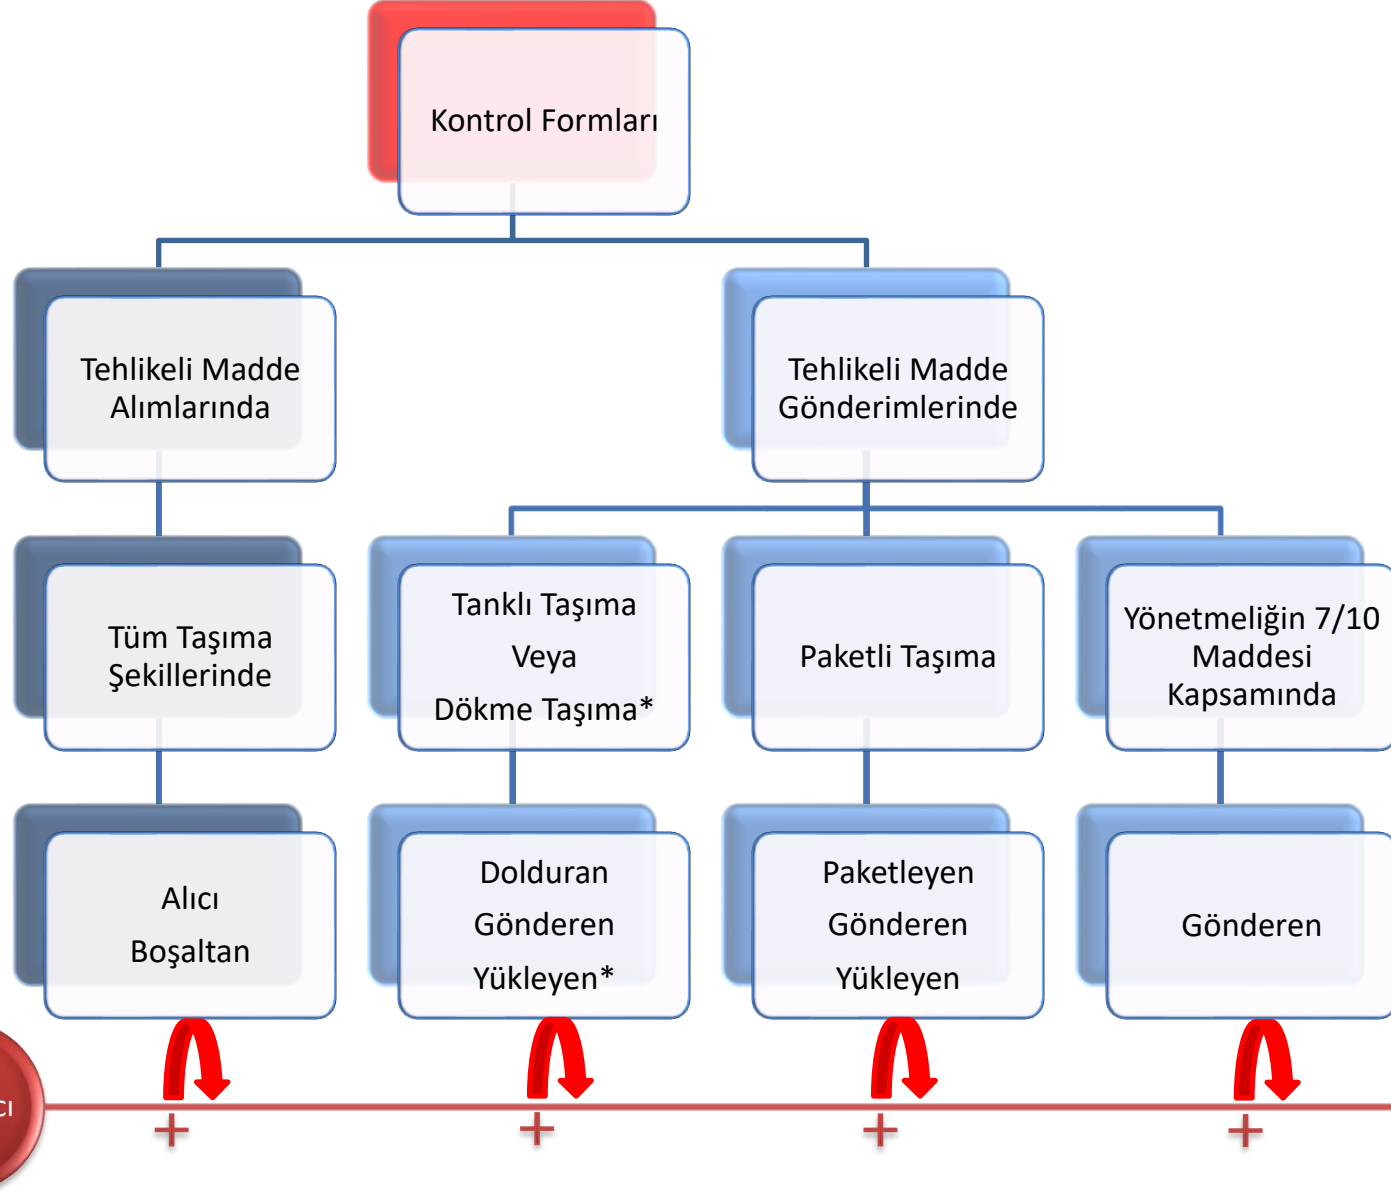 Kontrol Formları
Tehlikeli Madde
Alımlarında
Tehlikeli Madde
Gönderimlerinde
Tüm Taşıma
Şekillerinde
Tanklı Taşıma
Veya
Dökme Taşıma*
Paketli Taşıma
Yönetmeliğin 7/10
Maddesi
Kapsamında
Alıcı
Boşaltan
Dolduran
Gönderen
Yükleyen*
Paketleyen
Gönderen
Yükleyen
Gönderen